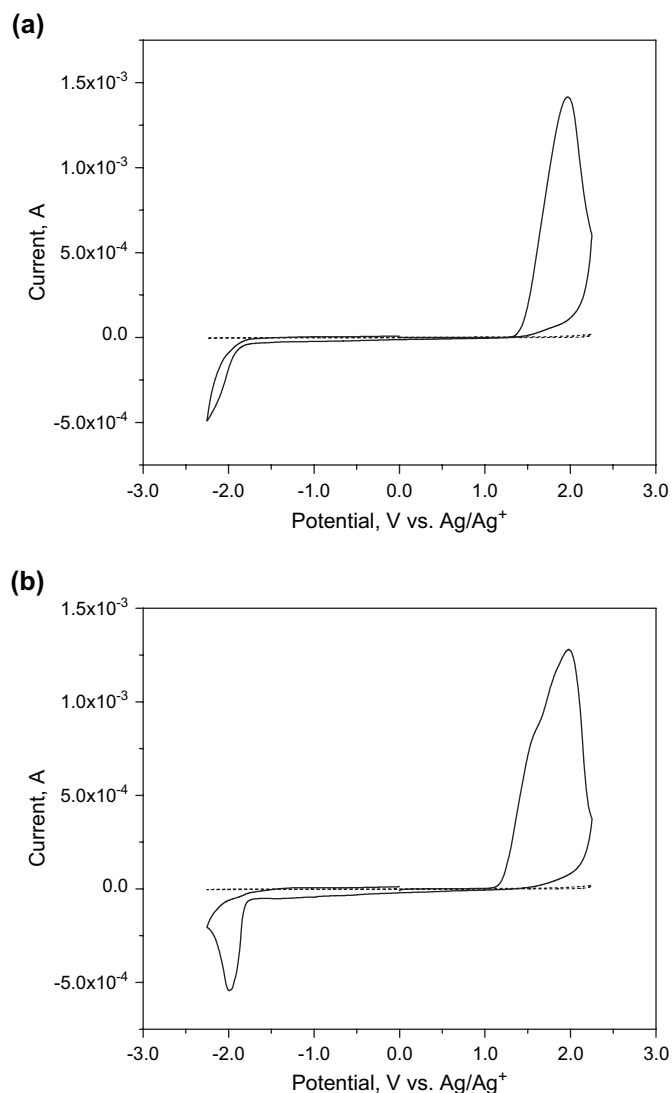 (a)
1.5x10⁻³
1.0x10⁻³
5.0x10⁻⁴
0.0
-5.0x10⁻⁴
Current, A
-3.0 -2.0 -1.0 0.0 1.0 2.0 3.0
Potential, V vs. Ag/Ag⁺
(b)
1.5x10⁻³
1.0x10⁻³
5.0x10⁻⁴
0.0
-5.0x10⁻⁴
Current, A
-3.0 -2.0 -1.0 0.0 1.0 2.0 3.0
Potential, V vs. Ag/Ag⁺